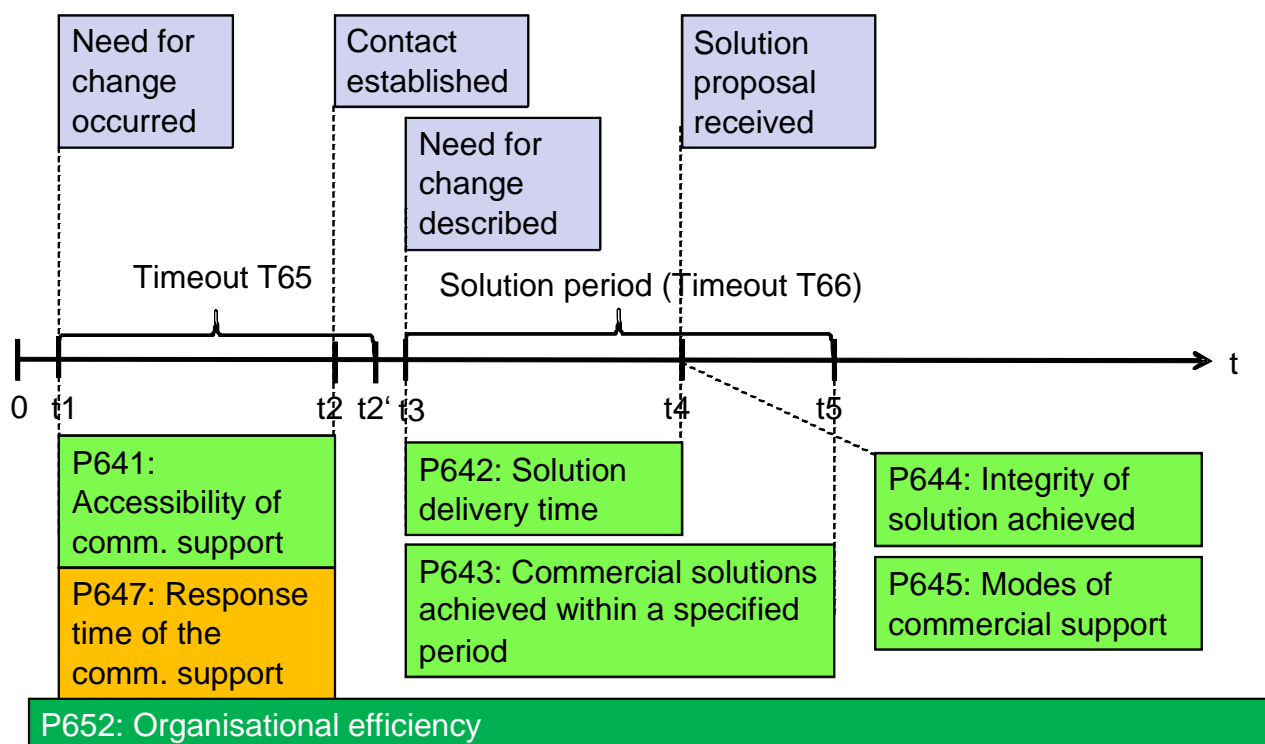 Need for
change
occurred
Contact
established
Solution
proposal
received
Need for
change
described
Timeout T65
Solution period (Timeout T66)
t
0
t1
t2
t2‘
t3
t4
t5
P641:
Accessibility of
comm. support
P642: Solution
delivery time
P644: Integrity of
solution achieved
P647: Response
time of the
comm. support
P643: Commercial solutions
achieved within a specified
period
P645: Modes of
commercial support
P652: Organisational efficiency